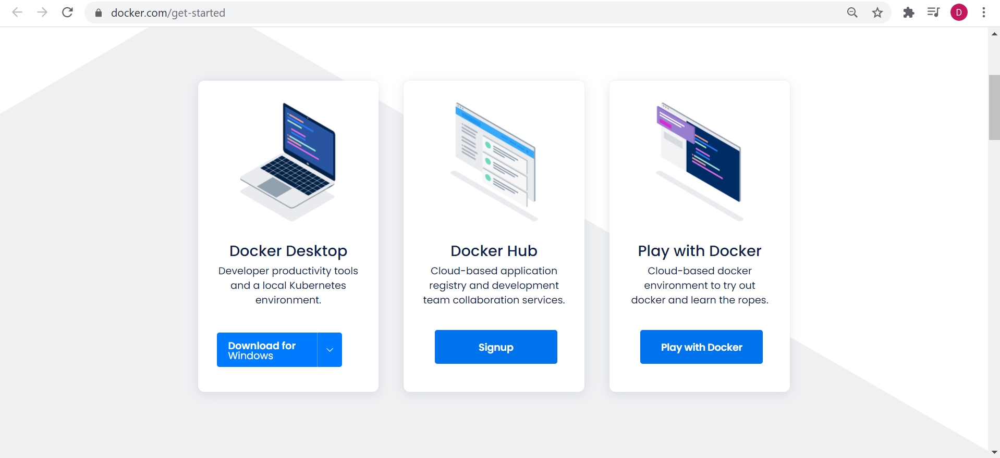 docker.com/get-started
D
Docker Desktop
Developer productivity tools
and a local Kubernetes
environment.
Download for
Windows
Docker Hub
Cloud-based application
registry and development
team collaboration services.
Signup
Play with Docker
Cloud-based docker
environment to try out
docker and learn the ropes.
Play with Docker